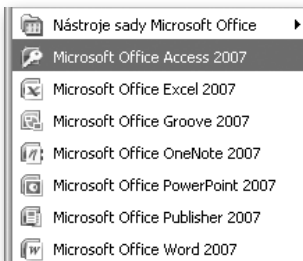 Nástroje sady Microsoft Office
Microsoft Office Access 2007
Microsoft Office Excel 2007
Microsoft Office Groove 2007
Microsoft Office OneNote 2007
Microsoft Office PowerPoint 2007
Microsoft Office Publisher 2007
Microsoft Office Word 2007